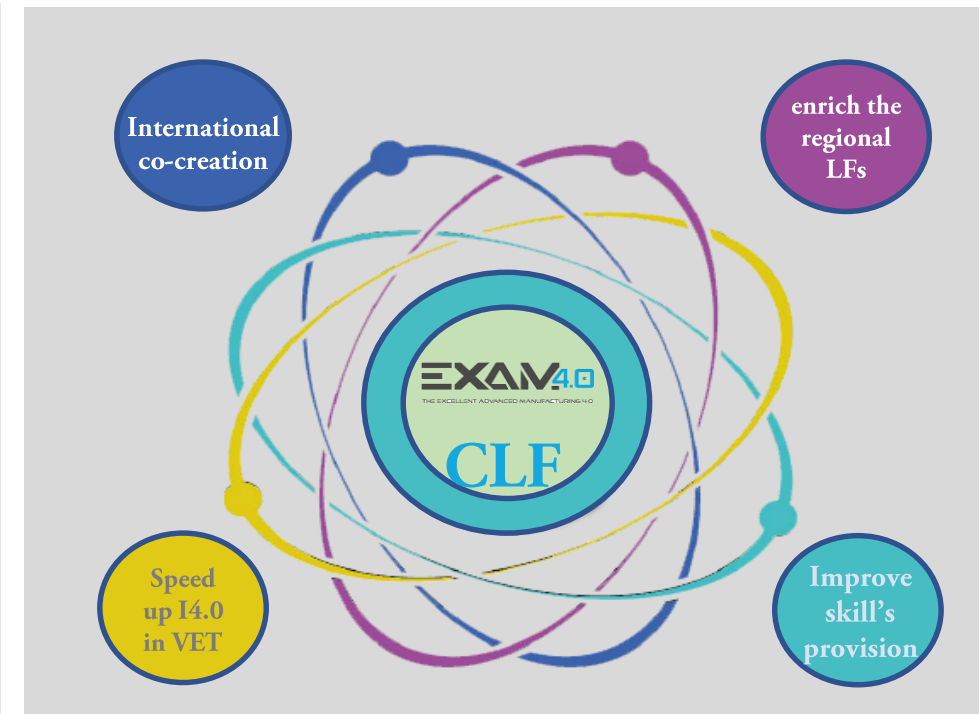 International
co-creation
enrich the
regional
LFs
EXAM4.0
THE EXCELLENT ADVANCED MANUFACTURING 4.0
CLF
Speed
up I4.0
in VET
Improve
skill's
provision